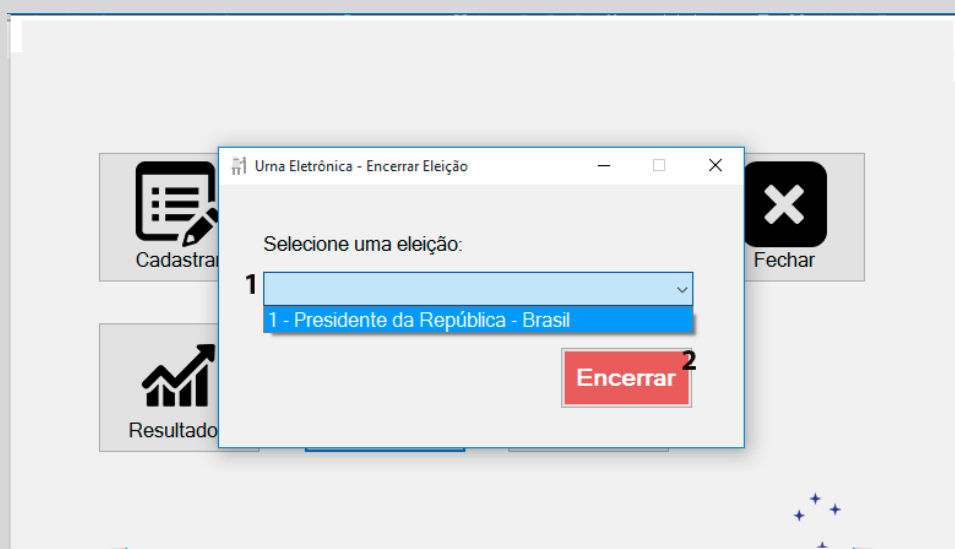 Urna Eletrônica - Encerrar Eleição
Selecione uma eleição:
1
1 - Presidente da República - Brasil
Encerrar
2
Cadastrar
Fechar
Resultado